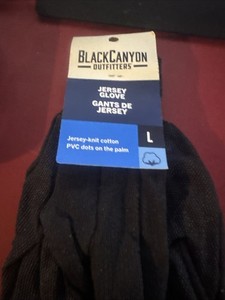 BLACKCANYON
OUTFITTERS
JERSEY
GLOVE
GANTS DE
JERSEY
Jersey-knit cotton
PVC dots on the palm
L